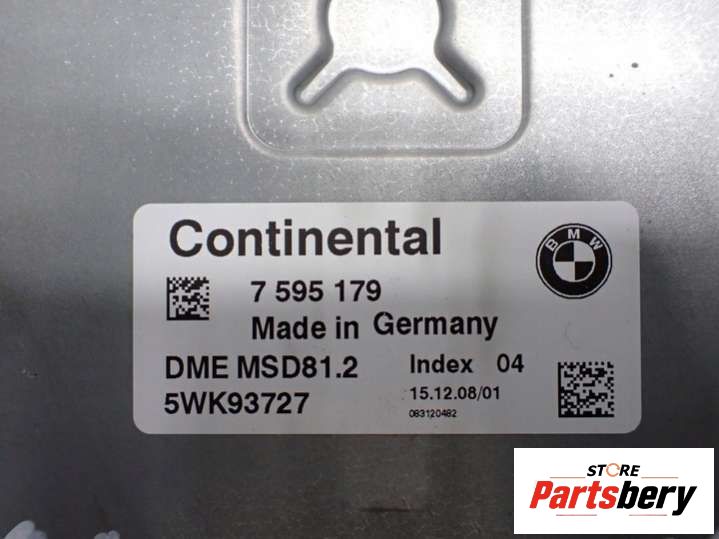 Continental
BMW
7 595 179
Made in Germany
DME MSD81.2 Index 04
5WK93727 15.12.08/01
083120482
STORE
Partsbery